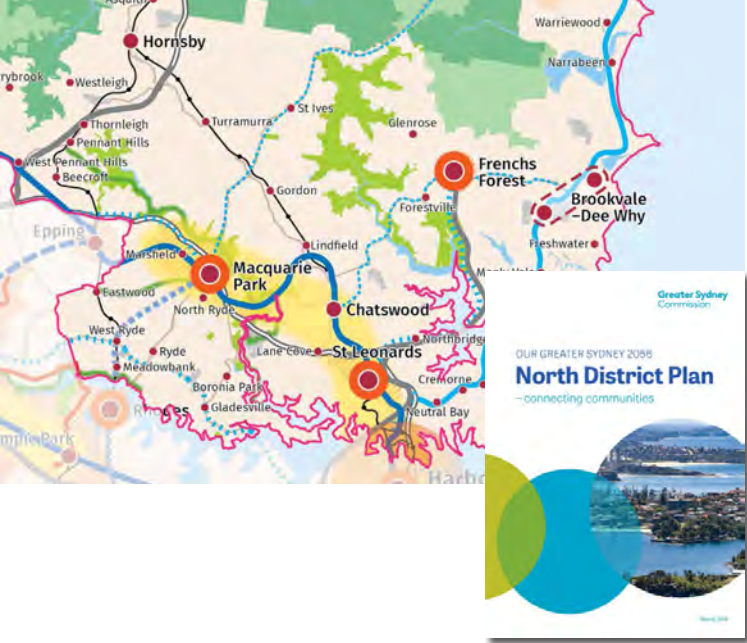 Warriewood
Hornsby
Narrabeen
Westleigh
St Ives
Thornleigh
Turramurra
Glenrose
Pennant Hills
West Pennant Hills
Frenchs
Forest
Beecroft
Gordon
Brookvale
–Dee Why
Forestville
Epping
Freshwater
Lindfield
Marsfield
Macquarie
Park
Eastwood
North Ryde
Chatswood
West Ryde
Northbridge
Ryde
Lane Cove
St Leonards
Meadowbank
Boronia Park
Cremorne
Gladesville
Neutral Bay
Greater Sydney
Commission
OUR GREATER SYDNEY 2056
North District Plan
– connecting communities